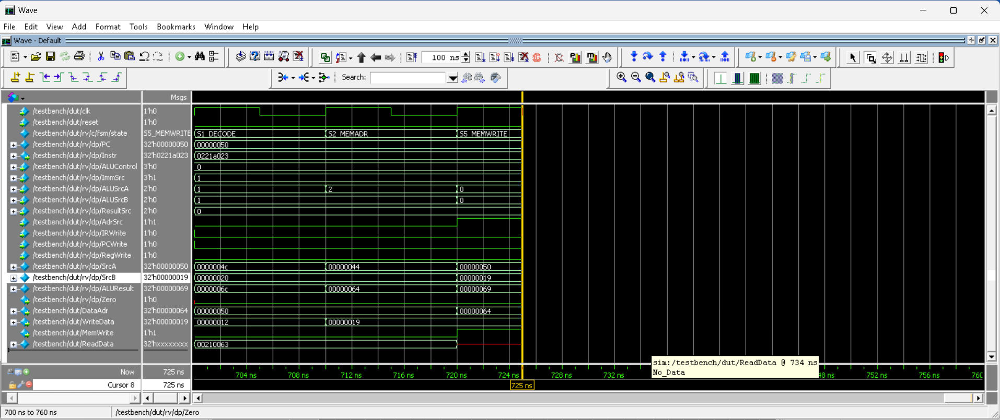 Wave
File Edit View Add Format Tools Bookmarks Window Help
Wave - Default
100 ns
Search:
Msgs
/testbench/dut/clk 1'h0
/testbench/dut/reset 1'h0
/testbench/dut/rv/c/fsm/state S5_MEMWRITE S1_DECODE S2_MEMADR S5_MEMWRITE
/testbench/dut/rv/dp/PC 32'h00000050 00000050
/testbench/dut/rv/dp/Instr 32'h0221a023 0221a023
/testbench/dut/rv/dp/ALUControl 3'h0 0
/testbench/dut/rv/dp/ImmSrc 3'h1 1
/testbench/dut/rv/dp/ALUSrcA 2'h0 1 2 0
/testbench/dut/rv/dp/ALUSrcB 2'h0 1 0
/testbench/dut/rv/dp/ResultSrc 2'h0 0
/testbench/dut/rv/dp/AdrSrc 1'h1
/testbench/dut/rv/dp/IRWrite 1'h0
/testbench/dut/rv/dp/PCWrite 1'h0
/testbench/dut/rv/dp/RegWrite 1'h0
/testbench/dut/rv/dp/SrcA 32'h00000050 0000004c 00000044 00000050
/testbench/dut/rv/dp/SrcB 32'h00000019 00000020 00000019
/testbench/dut/rv/dp/ALUResult 32'h00000069 0000006c 00000064 00000069
/testbench/dut/rv/dp/Zero 1'h0
/testbench/dut/DataAdr 32'h00000064 00000050 00000064
/testbench/dut/WriteData 32'h00000019 00000012 00000019
/testbench/dut/MemWrite 1'h1
/testbench/dut/ReadData 32'hxxxxxxxx 00210063
sim:/testbench/dut/ReadData @ 734 ns
No_Data
Now 725 ns 704 ns 708 ns 712 ns 716 ns 720 ns 724 ns 728 ns 732 ns 48 ns 752 ns 756 ns 760
Cursor 8 725 ns 725 ns
700 ns to 760 ns /testbench/dut/rv/dp/Zero